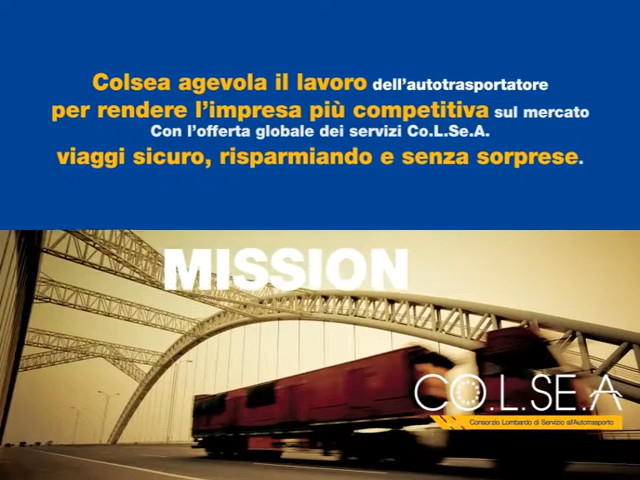 Colsea agevola il lavoro dell'autotrasportatore
per rendere l'impresa più competitiva sul mercato
Con l'offerta globale dei servizi Co.L.Se.A.
viaggi sicuro, risparmiando e senza sorprese.
MISSION
CO.L.SE.A
Consorzio Lombardo di Servizio all'Autotrasporto